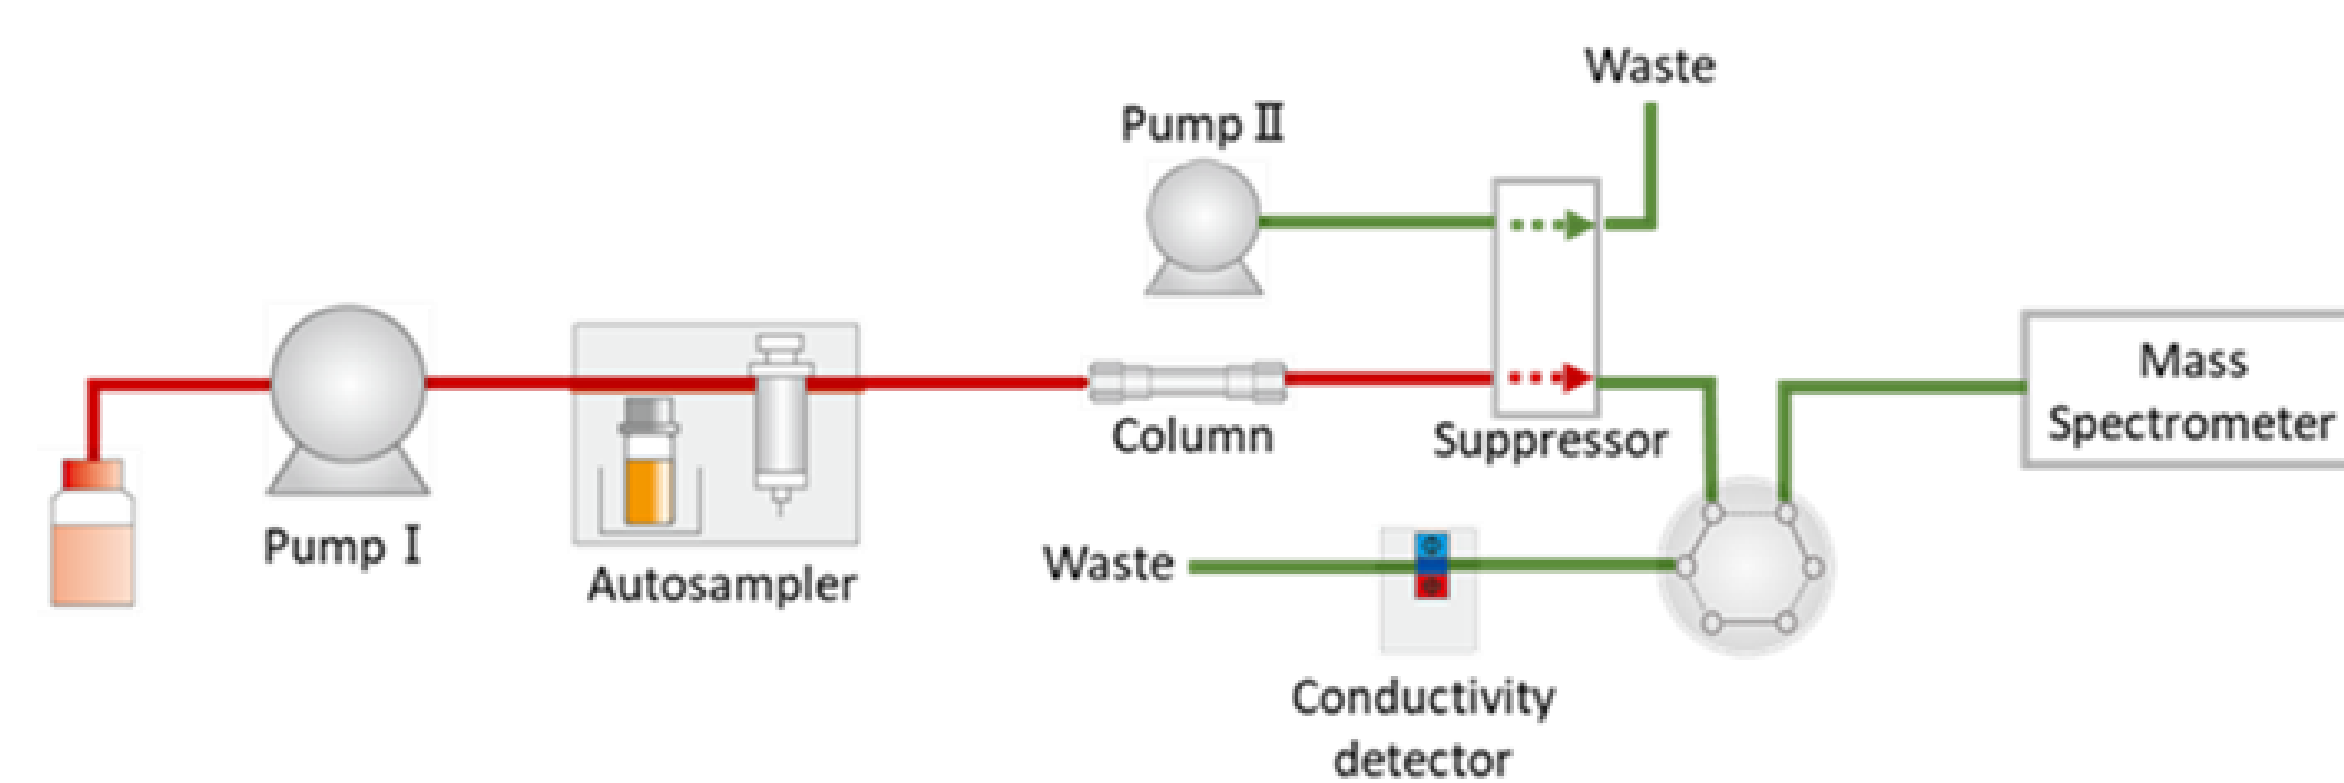 Waste
Pump II
Mass
Spectrometer
Column
Suppressor
Pump I
Autosampler
Waste
Conductivity
detector